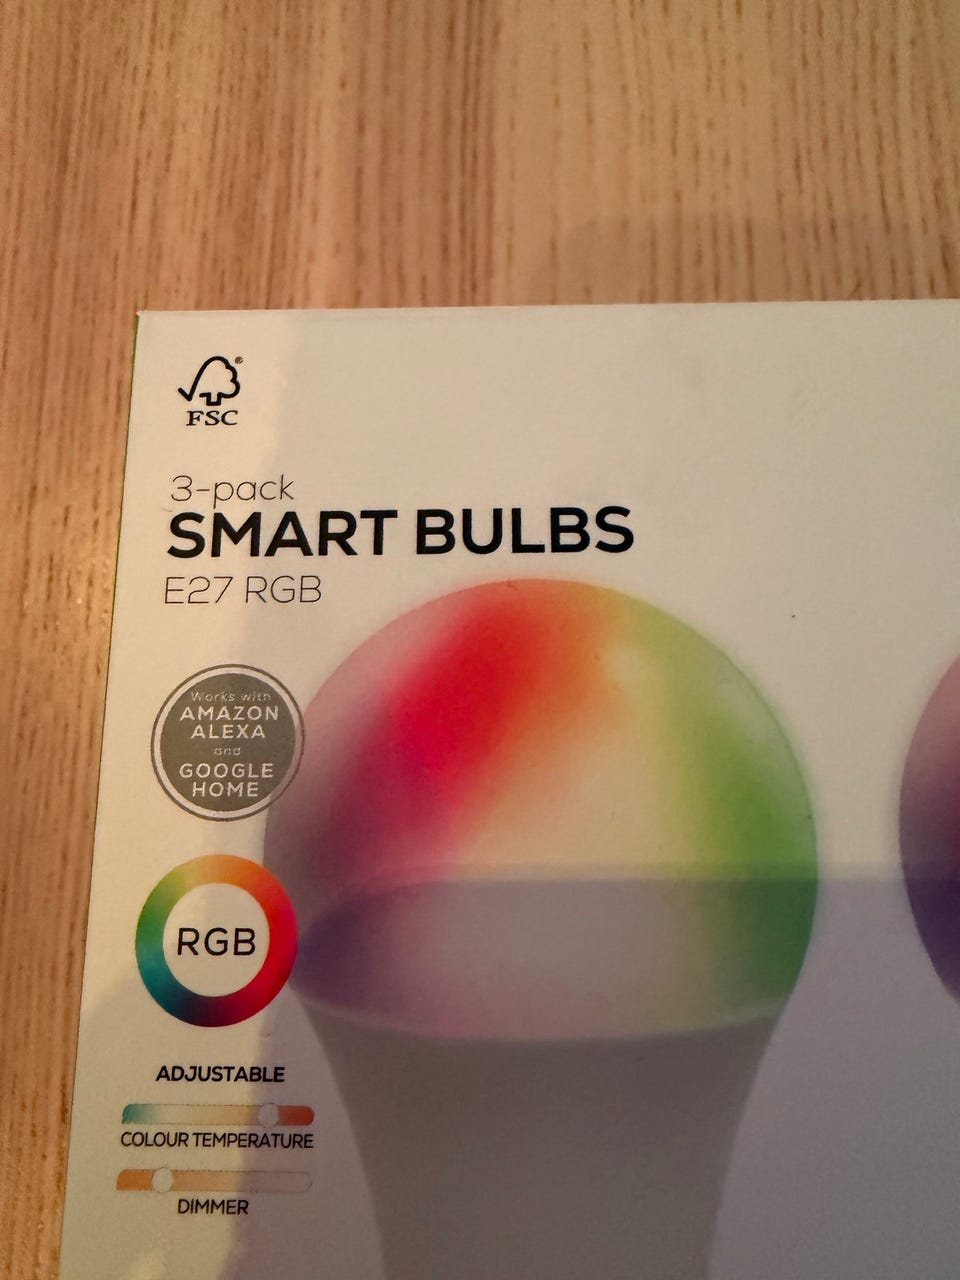 FSC®
3-pack
SMART BULBS
E27 RGB
Works with
AMAZON
ALEXA
and
GOOGLE
HOME
RGB
ADJUSTABLE
COLOUR TEMPERATURE
DIMMER